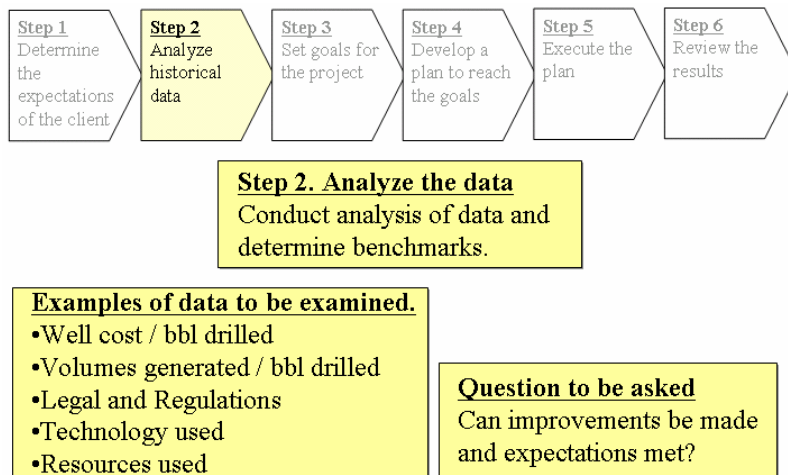 Step 1
Determine
the
expectations
of the client
Step 2
Analyze
historical
data
Step 3
Set goals for
the project
Step 4
Develop a
plan to reach
the goals
Step 5
Execute the
plan
Step 6
Review the
results
Step 2. Analyze the data
Conduct analysis of data and
determine benchmarks.
Examples of data to be examined.
•Well cost / bbl drilled
•Volumes generated / bbl drilled
•Legal and Regulations
•Technology used
•Resources used
Question to be asked
Can improvements be made
and expectations met?